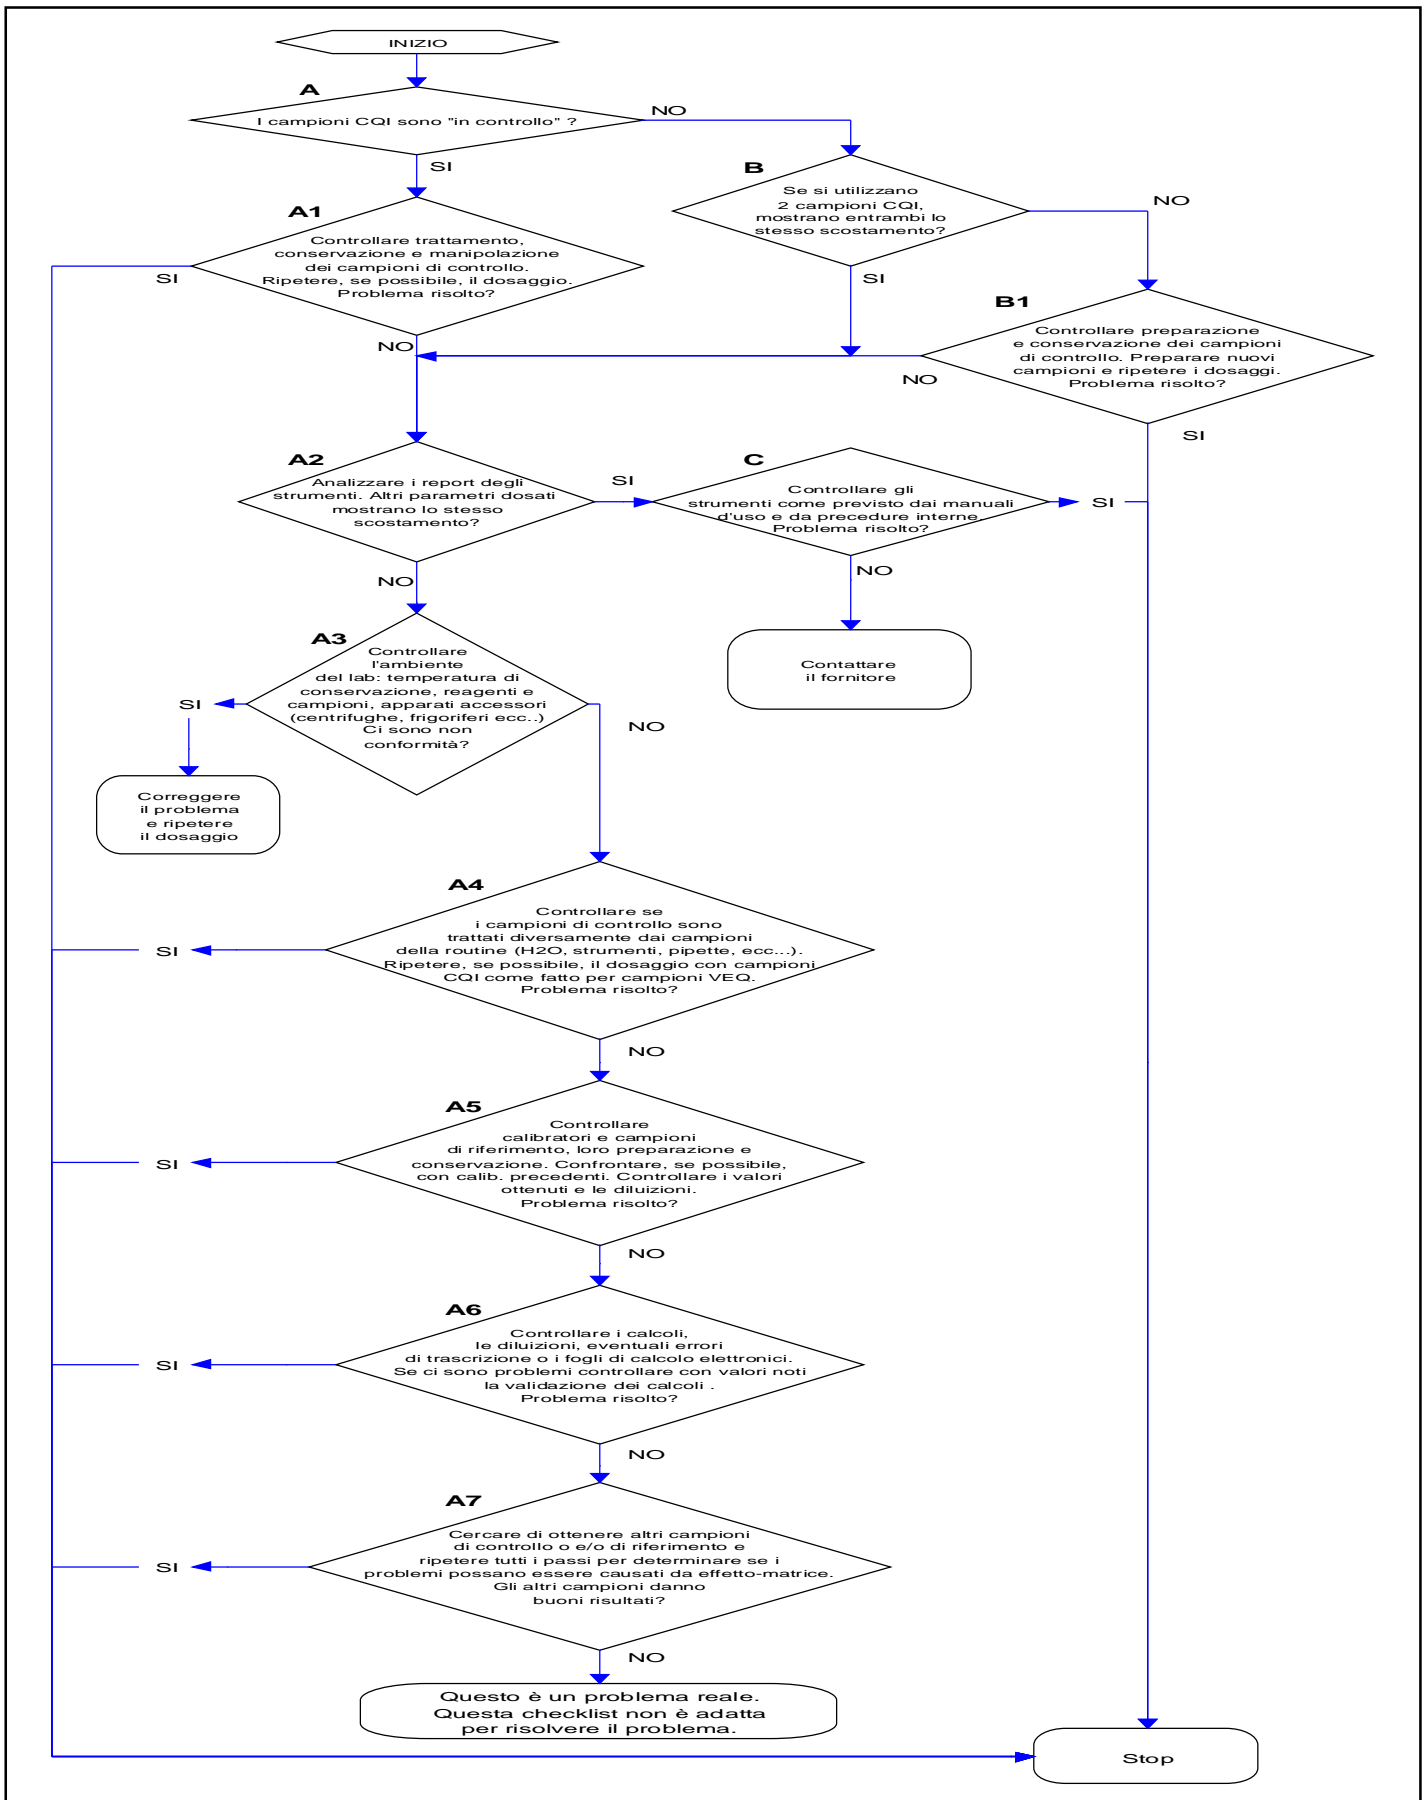 INIZIO
A
I campioni CQI sono "in controllo" ?
NO
SI
B
Se si utilizzano
2 campioni CQI,
mostrano entrambi lo
stesso scostamento?
NO
SI
A1
Controllare trattamento,
conservazione e manipolazione
dei campioni di controllo.
Ripetere, se possibile, il dosaggio.
Problema risolto?
SI
NO
B1
Controllare preparazione
e conservazione dei campioni
di controllo. Preparare nuovi
campioni e ripetere i dosaggi.
Problema risolto?
NO
SI
A2
Analizzare i report degli
strumenti. Altri parametri dosati
mostrano lo stesso
scostamento?
SI
NO
C
Controllare gli
strumenti come previsto dai manuali
d'uso e da precedure interne.
Problema risolto?
SI
NO
Contattare
il fornitore
A3
Controllare
l'ambiente
del lab: temperatura di
conservazione, reagenti e
campioni, apparati accessori
(centrifughe, frigoriferi ecc..)
Ci sono non
conformità?
SI
NO
Correggere
il problema
e ripetere
il dosaggio
A4
Controllare se
i campioni di controllo sono
trattati diversamente dai campioni
della routine (H2O, strumenti, pipette, ecc...).
Ripetere, se possibile, il dosaggio con campioni
CQI come fatto per campioni VEQ.
Problema risolto?
SI
NO
A5
Controllare
calibratori e campioni
di riferimento, loro preparazione e
conservazione. Confrontare, se possibile,
con calib. precedenti. Controllare i valori
ottenuti e le diluizioni.
Problema risolto?
SI
NO
A6
Controllare i calcoli,
le diluizioni, eventuali errori
di trascrizione o i fogli di calcolo elettronici.
Se ci sono problemi controllare con valori noti
la validazione dei calcoli .
Problema risolto?
SI
NO
A7
Cercare di ottenere altri campioni
di controllo o e/o di riferimento e
ripetere tutti i passi per determinare se i
problemi possano essere causati da effetto-matrice.
Gli altri campioni danno
buoni risultati?
SI
NO
Questo è un problema reale.
Questa checklist non è adatta
per risolvere il problema.
Stop